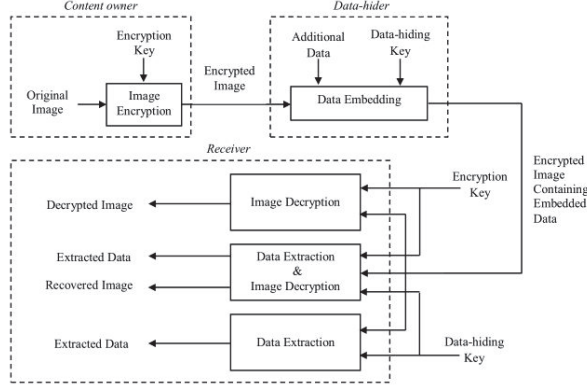 Content owner
Data-hider
Encryption
Key
Original
Image
Image
Encryption
Encrypted
Image
Additional
Data
Data-hiding
Key
Data Embedding
Receiver
Encrypted
Image
Containing
Embedded
Data
Encryption
Key
Image Decryption
Decrypted Image
Data Extraction
&
Image Decryption
Extracted Data
Recovered Image
Data Extraction
Extracted Data
Data-hiding
Key